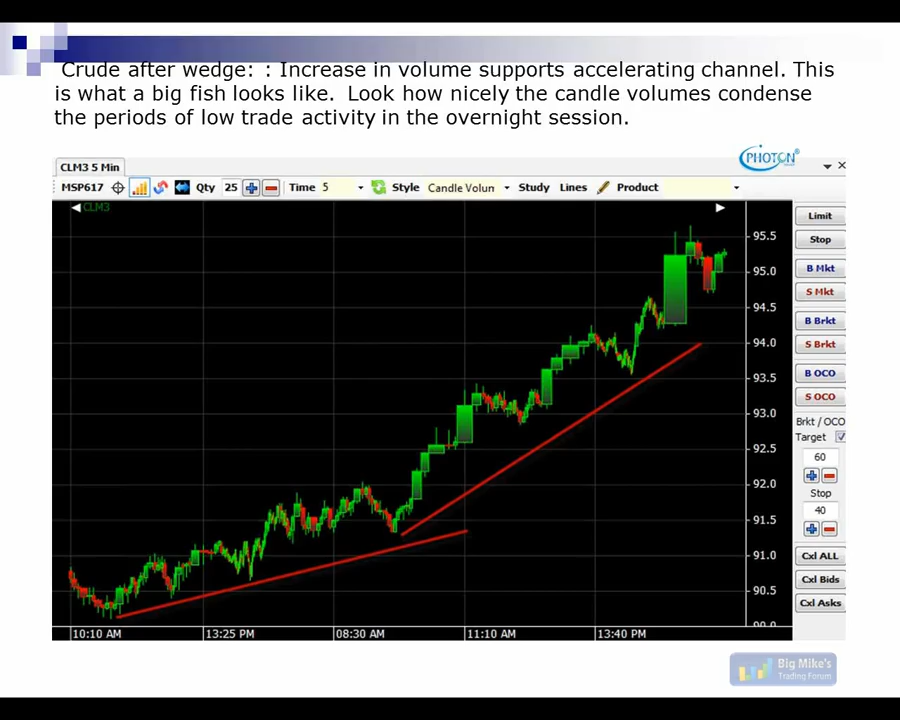 Crude after wedge: : Increase in volume supports accelerating channel. This
is what a big fish looks like. Look how nicely the candle volumes condense
the periods of low trade activity in the overnight session.
PHOTON®
CLM3 5 Min
MSP617 Qty 25 Time 5 Style Candle Volun Study Lines Product
CLM3
95.5
95.0
94.5
94.0
93.5
93.0
92.5
92.0
91.5
91.0
90.5
90.0
10:10 AM 13:25 PM 08:30 AM 11:10 AM 13:40 PM
Limit
Stop
B Mkt
S Mkt
B Brkt
S Brkt
B OCO
S OCO
Brkt / OCO
Target
60
Stop
40
Cxl ALL
Cxl Bids
Cxl Asks
Big Mike's
Trading Forum